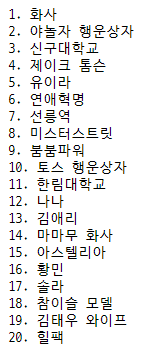 1. 화사
2. 야놀자 행운상자
3. 신구대학교
4. 제이크 톰슨
5. 유이라
6. 연애혁명
7. 선릉역
8. 미스터스트릿
9. 붐붐파워
10. 토스 행운상자
11. 한림대학교
12. 나나
13. 김애리
14. 마마무 화사
15. 아스텔리아
16. 황민
17. 솔라
18. 참이슬 모델
19. 김태우 와이프
20. 힐팩